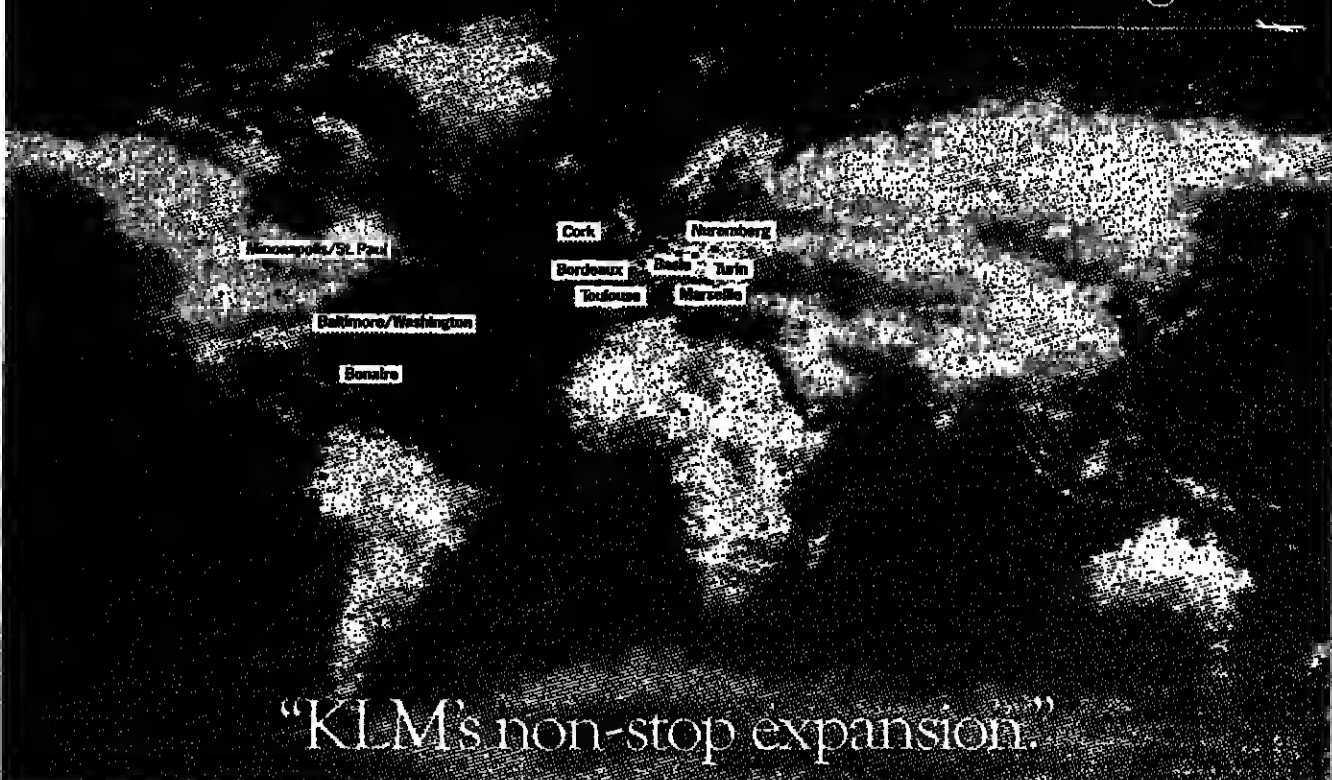 Cork
Nuremberg
Minneapolis/St. Paul
Bordeaux
Basle
Turin
Toulouse
Marseille
Baltimore/Washington
Bonaire
“KLM’s non-stop expansion.”